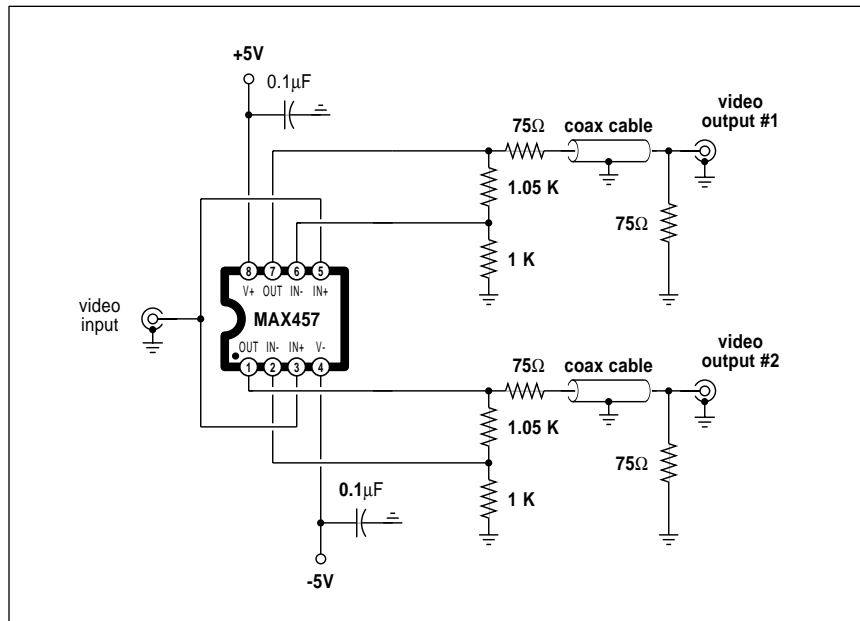 +5V
0.1µF
75Ω
coax cable
video
output #1
1.05 K
75Ω
1 K
8 7 6 5
V+ OUT IN- IN+
video
input
MAX457
OUT IN- IN+ V-
1 2 3 4
75Ω
coax cable
video
output #2
1.05 K
75Ω
1 K
0.1µF
-5V